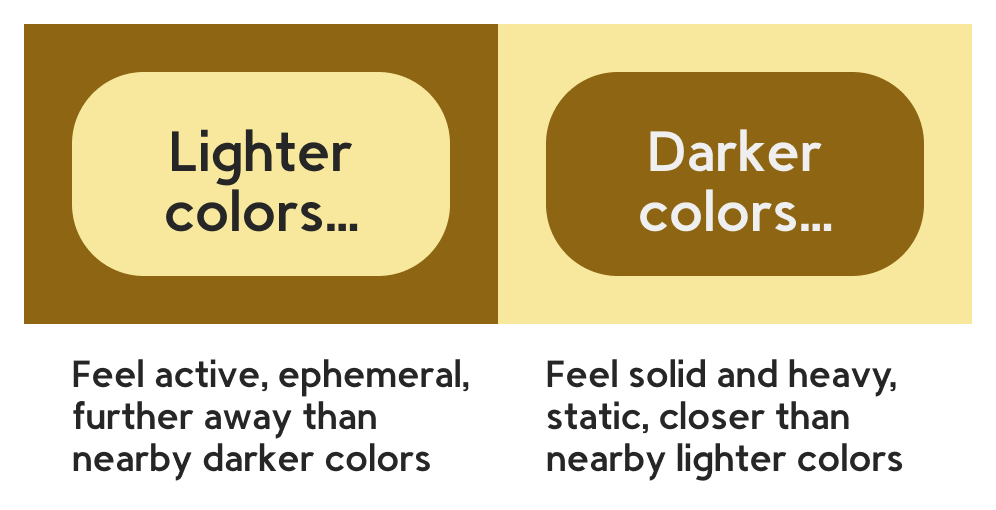 Lighter
colors...
Darker
colors...
Feel active, ephemeral,
further away than
nearby darker colors
Feel solid and heavy,
static, closer than
nearby lighter colors